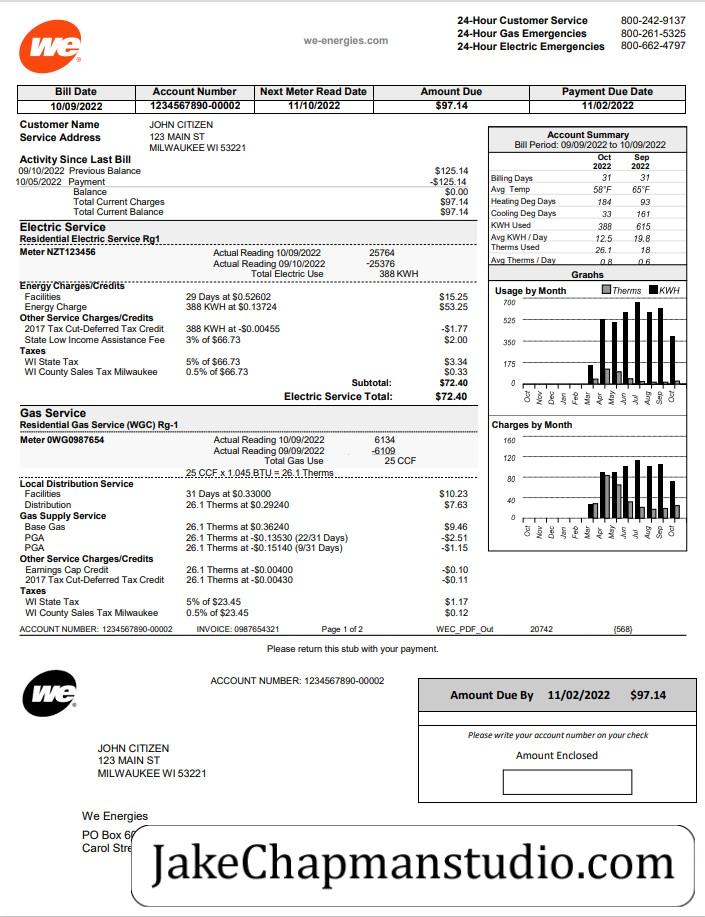 we
we-energies.com
24-Hour Customer Service 800-242-9137
24-Hour Gas Emergencies 800-261-5325
24-Hour Electric Emergencies 800-662-4797
Bill Date Account Number Next Meter Read Date Amount Due Payment Due Date
10/09/2022 1234567890-00002 11/10/2022 $97.14 11/02/2022
Customer Name JOHN CITIZEN
Service Address 123 MAIN ST
MILWAUKEE WI 53221
Activity Since Last Bill
09/10/2022 Previous Balance $125.14
10/05/2022 Payment -$125.14
Balance $0.00
Total Current Charges $97.14
Total Current Balance $97.14
Electric Service
Residential Electric Service Rg1
Meter NZT123456 Actual Reading 10/09/2022 25764
Actual Reading 09/10/2022 -25376
Total Electric Use 388 KWH
Energy Charges/Credits
Facilities 29 Days at $0.52602 $15.25
Energy Charge 388 KWH at $0.13724 $53.25
Other Service Charges/Credits
2017 Tax Cut-Deferred Tax Credit 388 KWH at -$0.00455 -$1.77
State Low Income Assistance Fee 3% of $66.73 $2.00
Taxes
WI State Tax 5% of $66.73 $3.34
WI County Sales Tax Milwaukee 0.5% of $66.73 $0.33
Subtotal: $72.40
Electric Service Total: $72.40
Gas Service
Residential Gas Service (WGC) Rg-1
Meter 0WG0987654 Actual Reading 10/09/2022 6134
Actual Reading 09/09/2022 -6109
Total Gas Use 25 CCF
25 CCF x 1.045 BTU = 26.1 Therms
Local Distribution Service
Facilities 31 Days at $0.33000 $10.23
Distribution 26.1 Therms at $0.29240 $7.63
Gas Supply Service
Base Gas 26.1 Therms at $0.36240 $9.46
PGA 26.1 Therms at -$0.13530 (22/31 Days) -$2.51
PGA 26.1 Therms at -$0.15140 (9/31 Days) -$1.15
Other Service Charges/Credits
Earnings Cap Credit 26.1 Therms at -$0.00400 -$0.10
2017 Tax Cut-Deferred Tax Credit 26.1 Therms at -$0.00430 -$0.11
Taxes
WI State Tax 5% of $23.45 $1.17
WI County Sales Tax Milwaukee 0.5% of $23.45 $0.12
Account Summary
Bill Period: 09/09/2022 to 10/09/2022
Oct Sep
2022 2022
Billing Days 31 31
Avg Temp 58°F 65°F
Heating Deg Days 184 93
Cooling Deg Days 33 161
KWH Used 388 615
Avg KWH / Day 12.5 19.8
Therms Used 26.1 18
Avg Therms / Day 0.8 0.6
Graphs
Usage by Month Therms KWH
700
525
350
175
0
Oct Nov Dec Jan Feb Mar Apr May Jun Jul Aug Sep Oct
Charges by Month
160
120
80
40
0
Oct Nov Dec Jan Feb Mar Apr May Jun Jul Aug Sep Oct
ACCOUNT NUMBER: 1234567890-00002 INVOICE: 0987654321 Page 1 of 2 WEC_PDF_Out 20742 (568)
Please return this stub with your payment.
we
ACCOUNT NUMBER: 1234567890-00002
Amount Due By 11/02/2022 $97.14
Please write your account number on your check
Amount Enclosed
JOHN CITIZEN
123 MAIN ST
MILWAUKEE WI 53221
We Energies
PO Box
Carol
JakeChapmanstudio.com